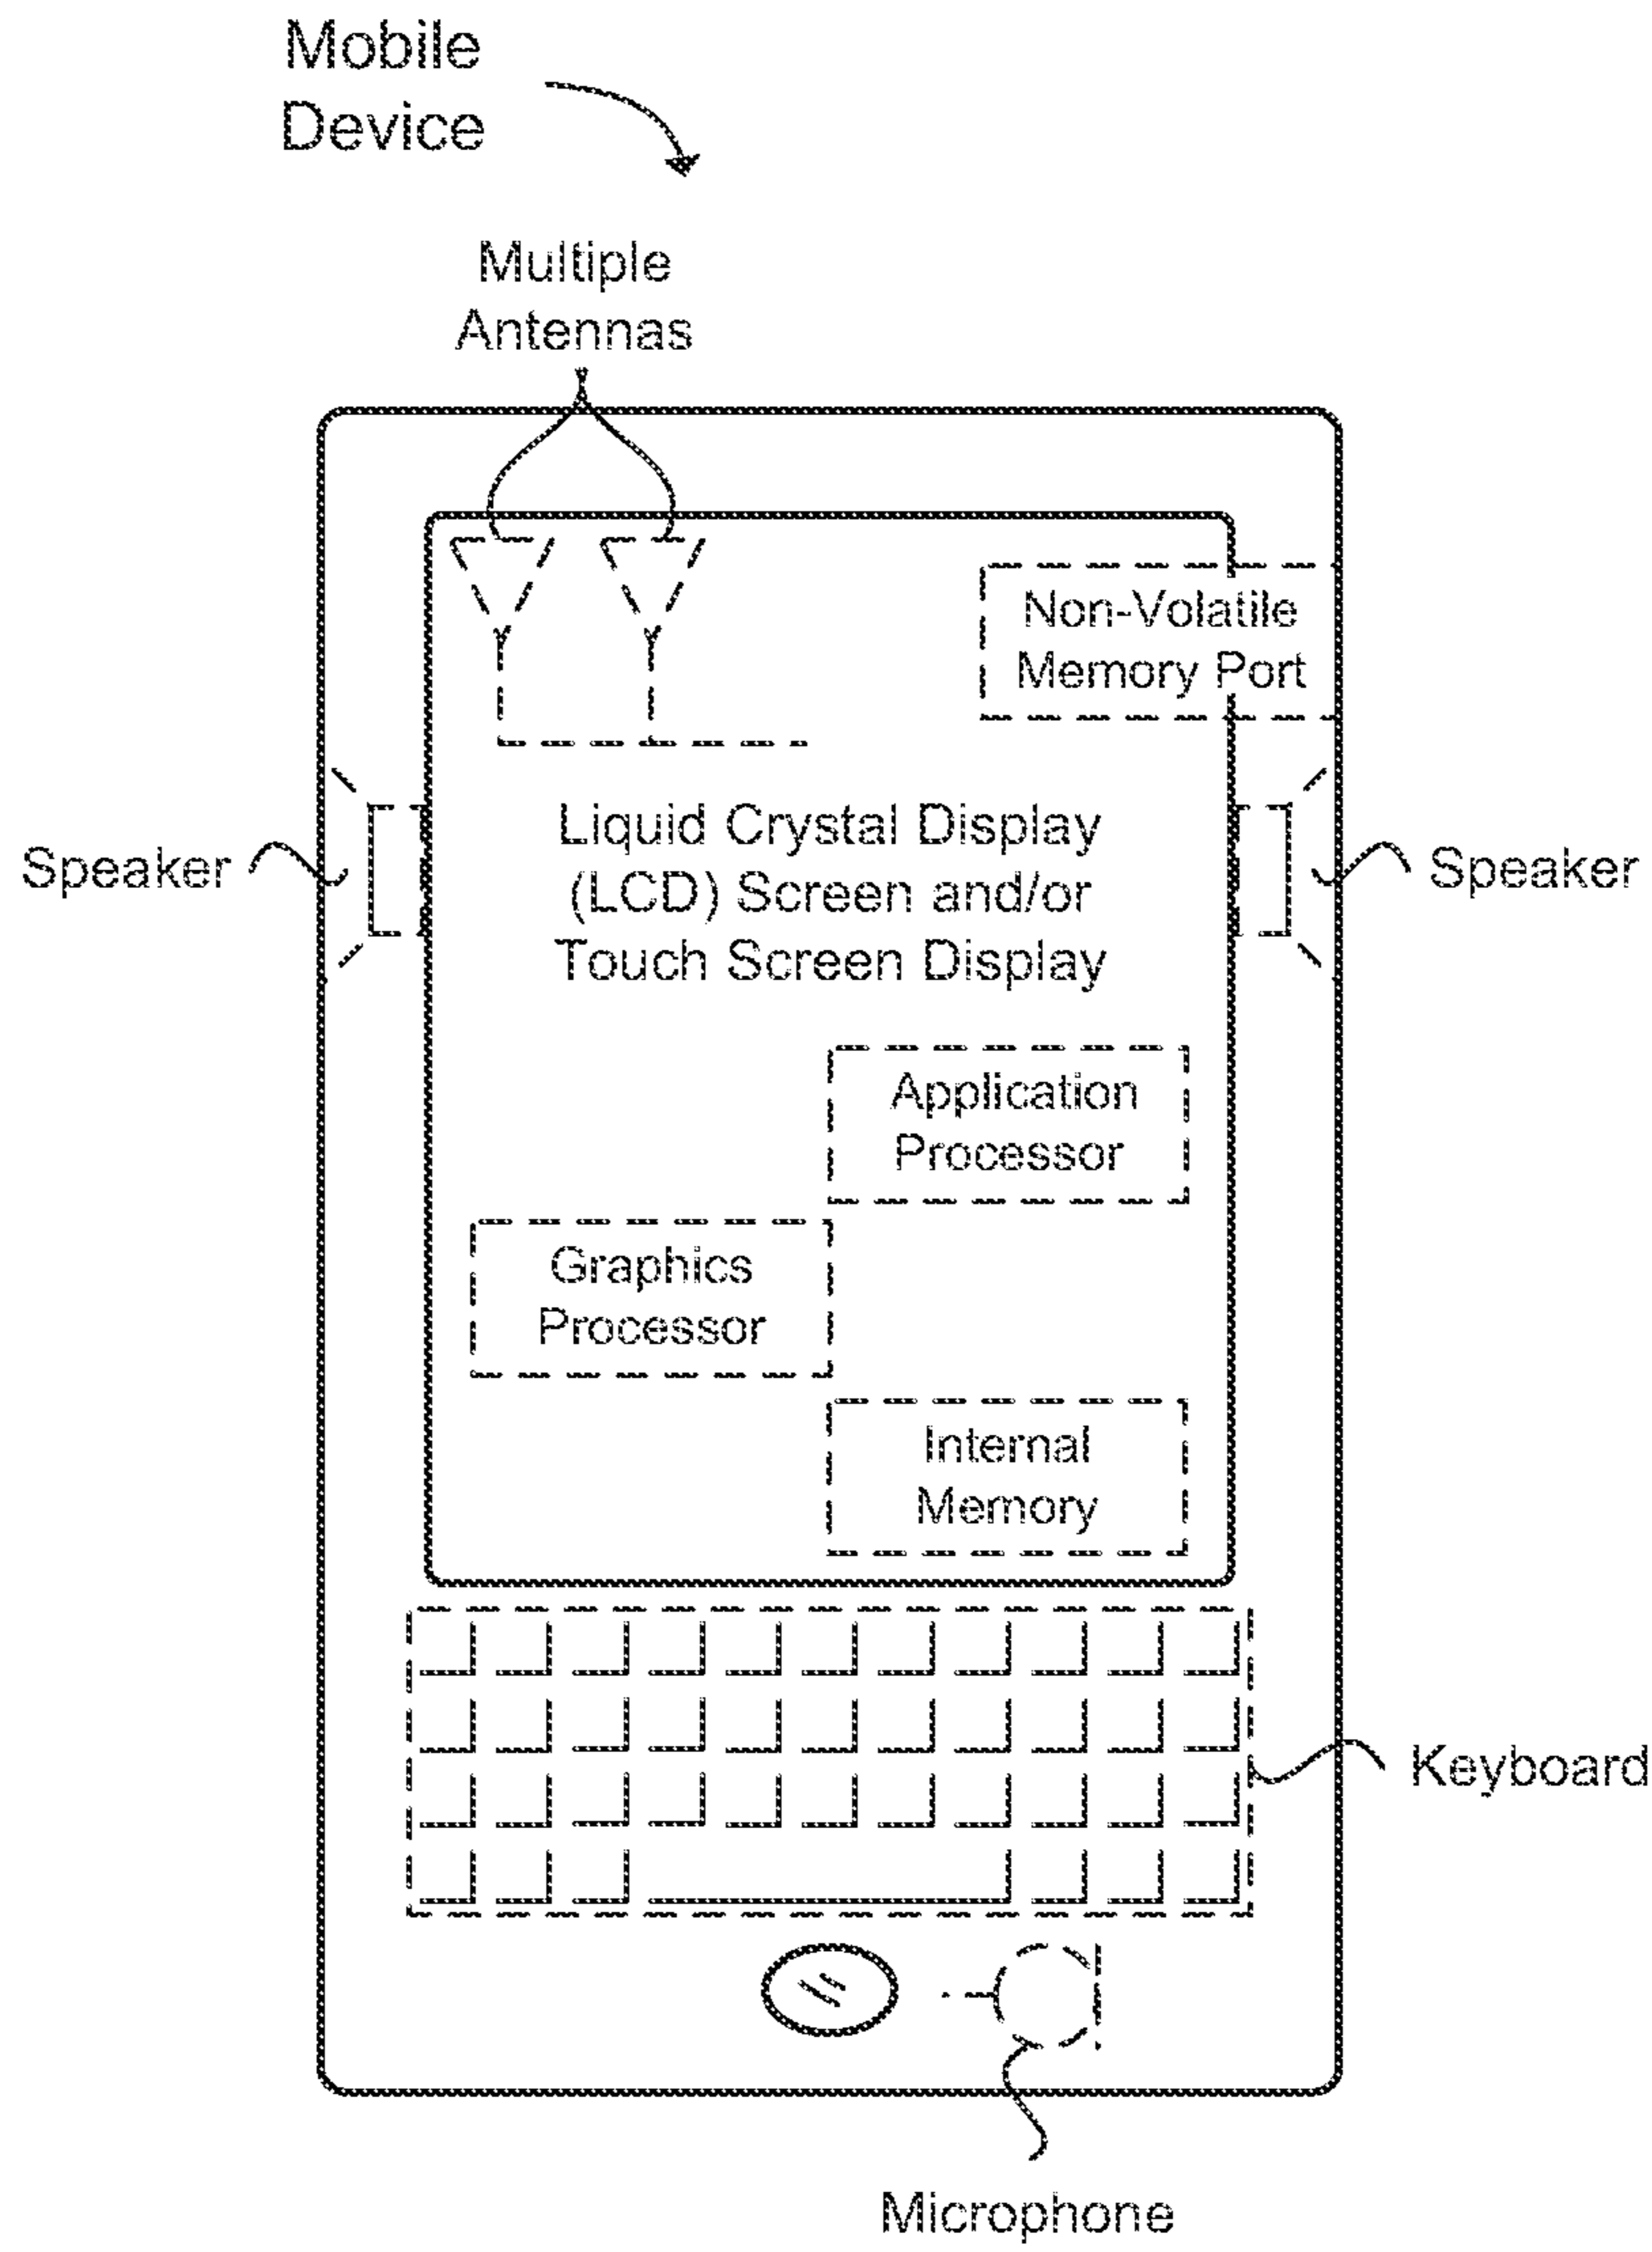 Mobile
Device
Multiple
Antennas
Non-Volatile
Memory Port
Speaker
Liquid Crystal Display
(LCD) Screen and/or
Touch Screen Display
Speaker
Application
Processor
Graphics
Processor
Internal
Memory
Keyboard
Microphone